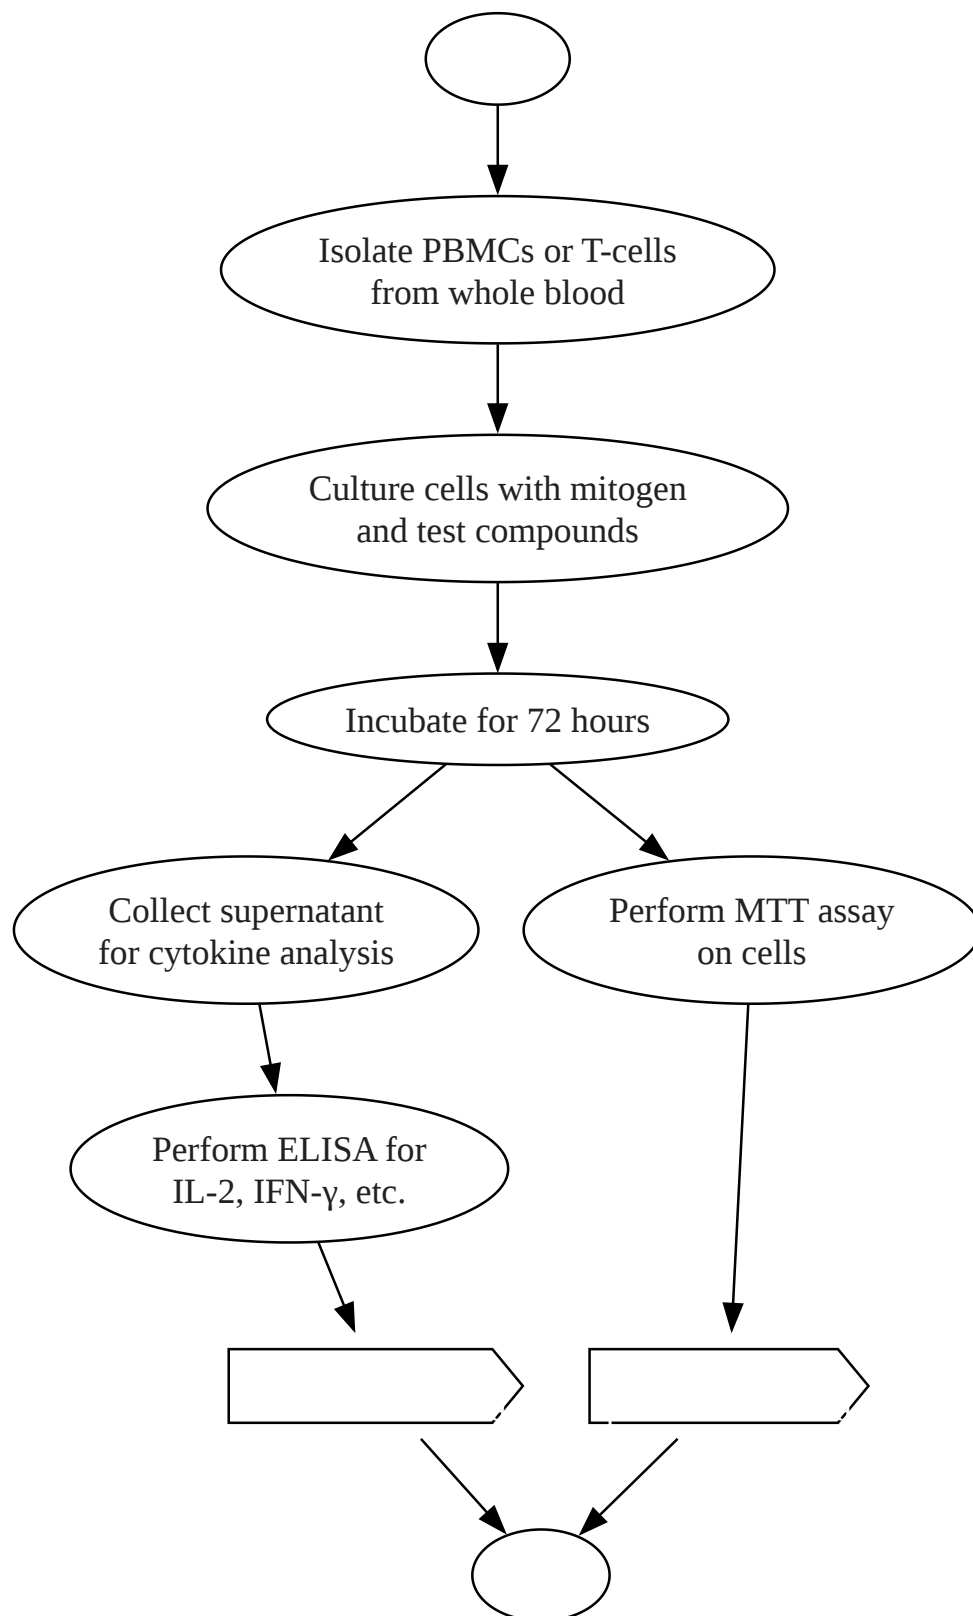 Isolate PBMCs or T-cells
from whole blood
Culture cells with mitogen
and test compounds
Incubate for 72 hours
Collect supernatant
for cytokine analysis
Perform MTT assay
on cells
Perform ELISA for
IL-2, IFN-γ, etc.